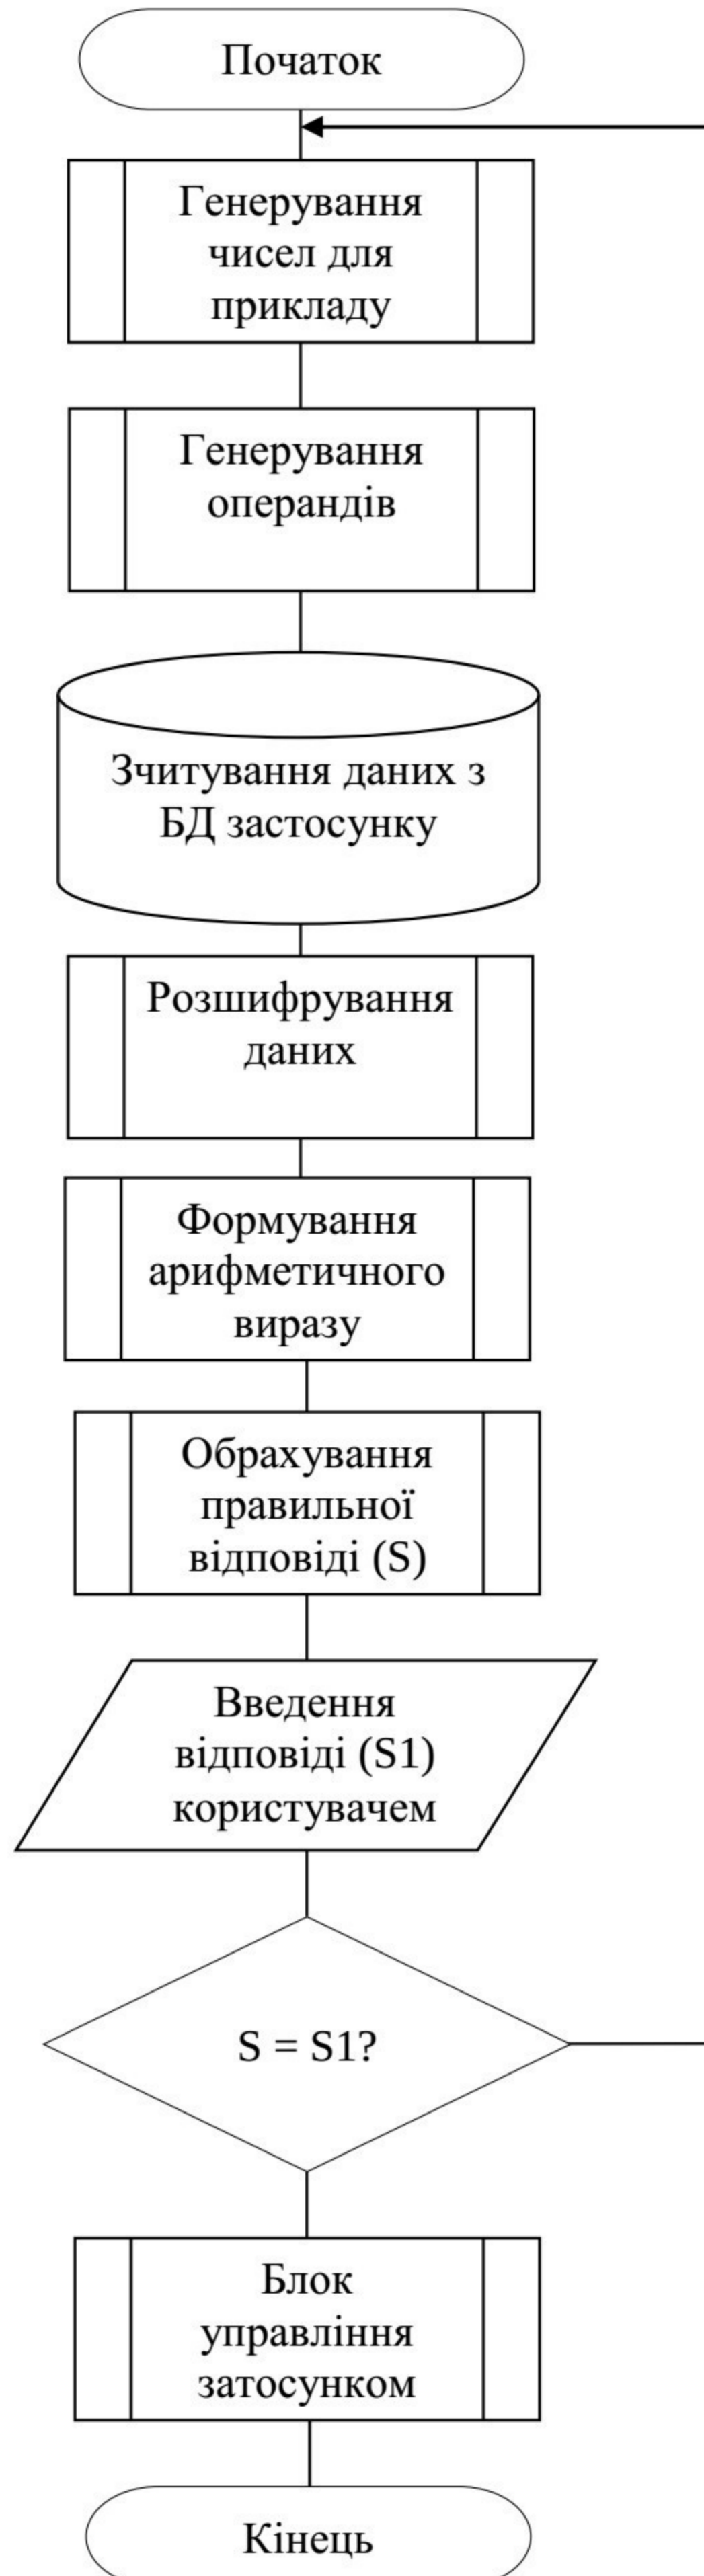 Початок
Генерування
чисел для
прикладу
Генерування
операндів
Зчитування даних з
БД застосунку
Розшифрування
даних
Формування
арифметичного
виразу
Обрахування
правильної
відповіді (S)
Введення
відповіді (S1)
користувачем
S = S1?
Блок
управління
затосунком
Кінець